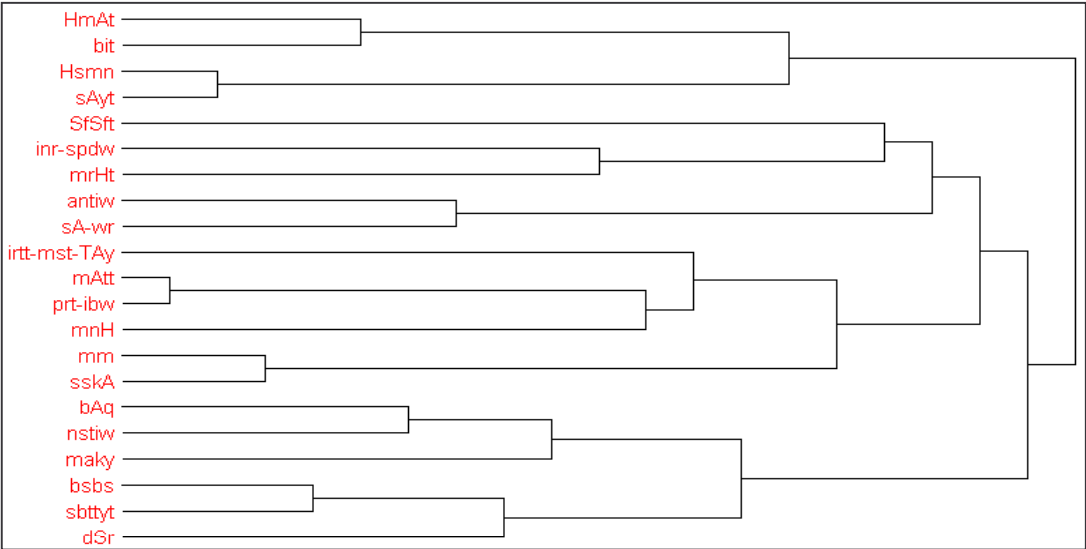 HmAt
bit
Hsmn
sAyt
SfSft
inr-spdw
mrHt
antiw
sA-wr
irtt-mst-TAy
mAtt
prt-ibw
mnH
mm
sskA
bAq
nstiw
maky
bsbs
sbttyt
dSr